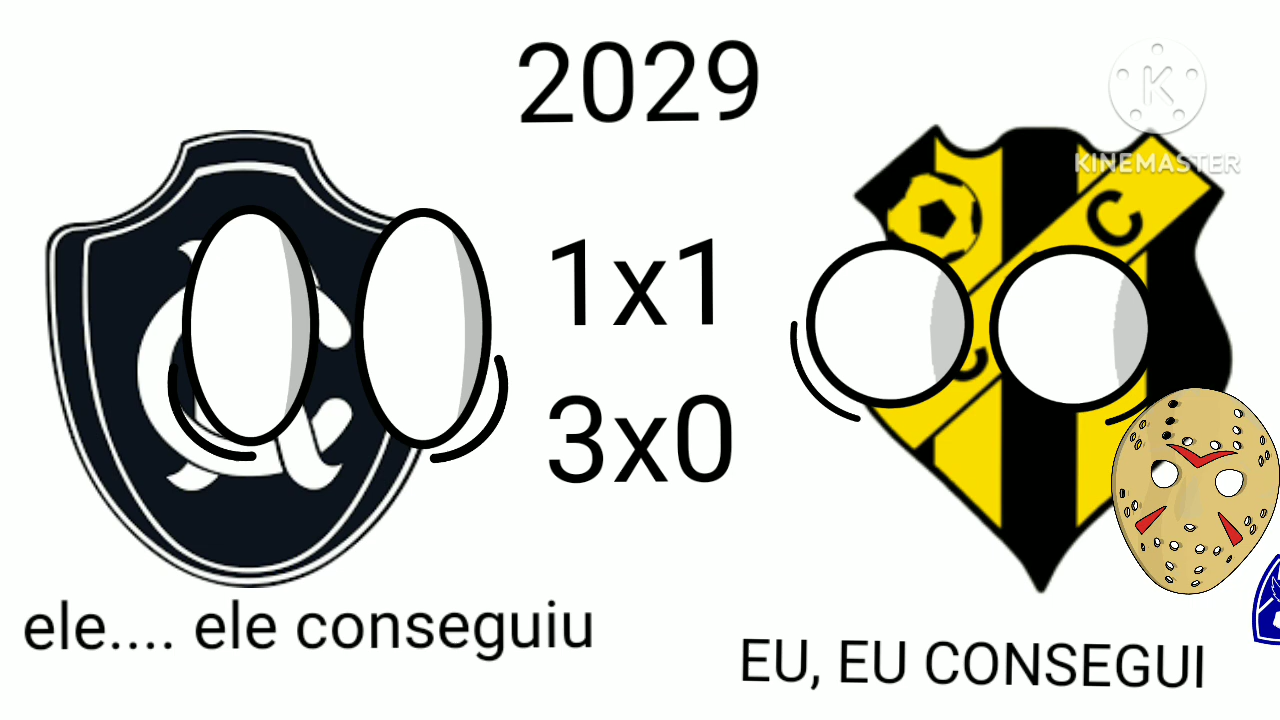 2029
K
KINEMASTER
C
1x1
C
3x0
ele.... ele conseguiu
EU, EU CONSEGUI